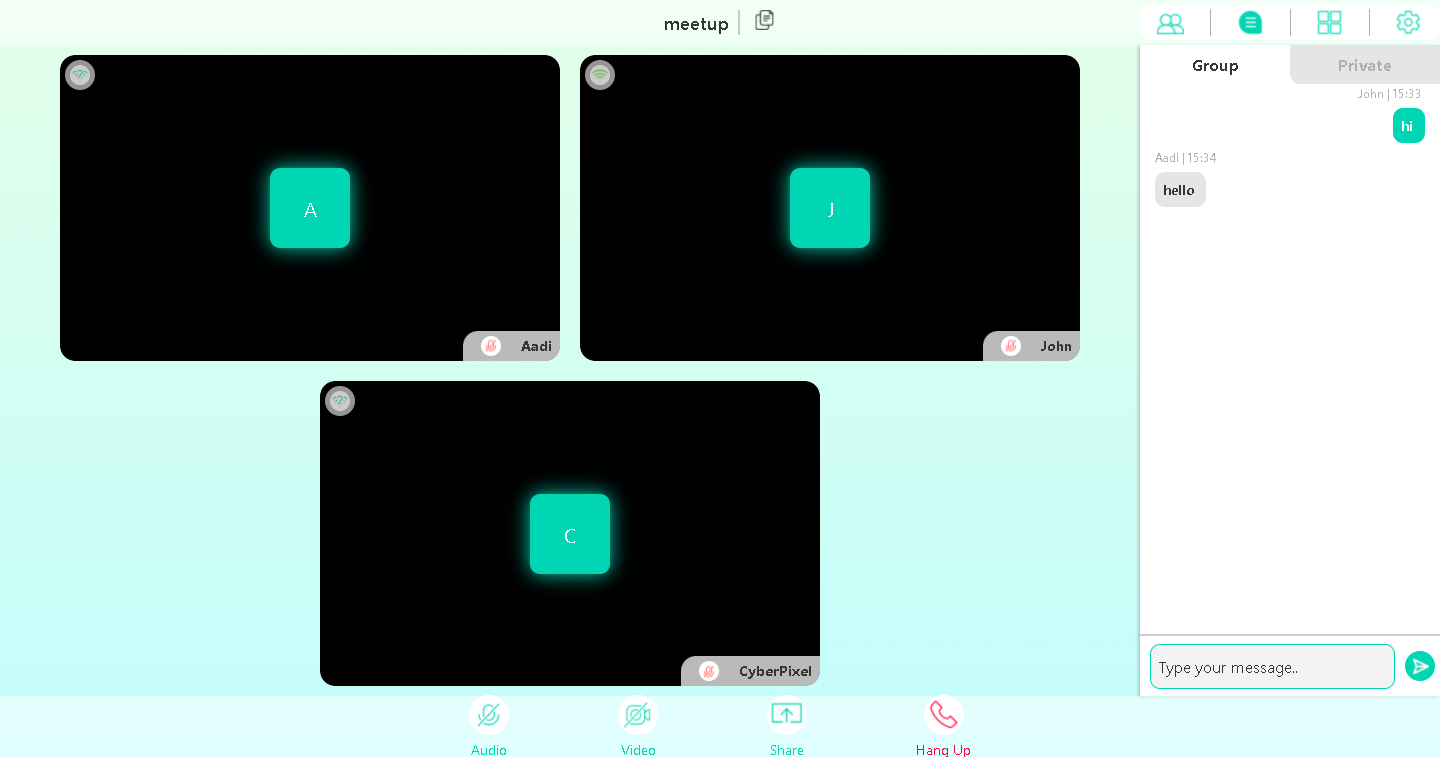 meetup
A
Aadi
J
John
C
CyberPixel
Group
Private
John | 15:33
hi
Aadi | 15:34
hello
Type your message..
Audio
Video
Share
Hang Up